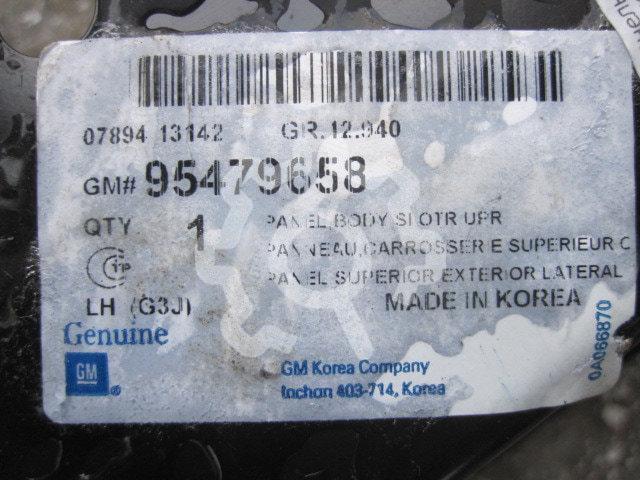 07894 13142 GR.12.940
GM# 95479658
QTY 1 PANEL,BODY SI OTR UPR
PANNEAU,CARROSSERIE SUPERIEUR C
PANEL SUPERIOR EXTERIOR LATERAL
LH (G3J) MADE IN KOREA
Genuine
GM
GM Korea Company
Inchon 403-714, Korea
0A066870